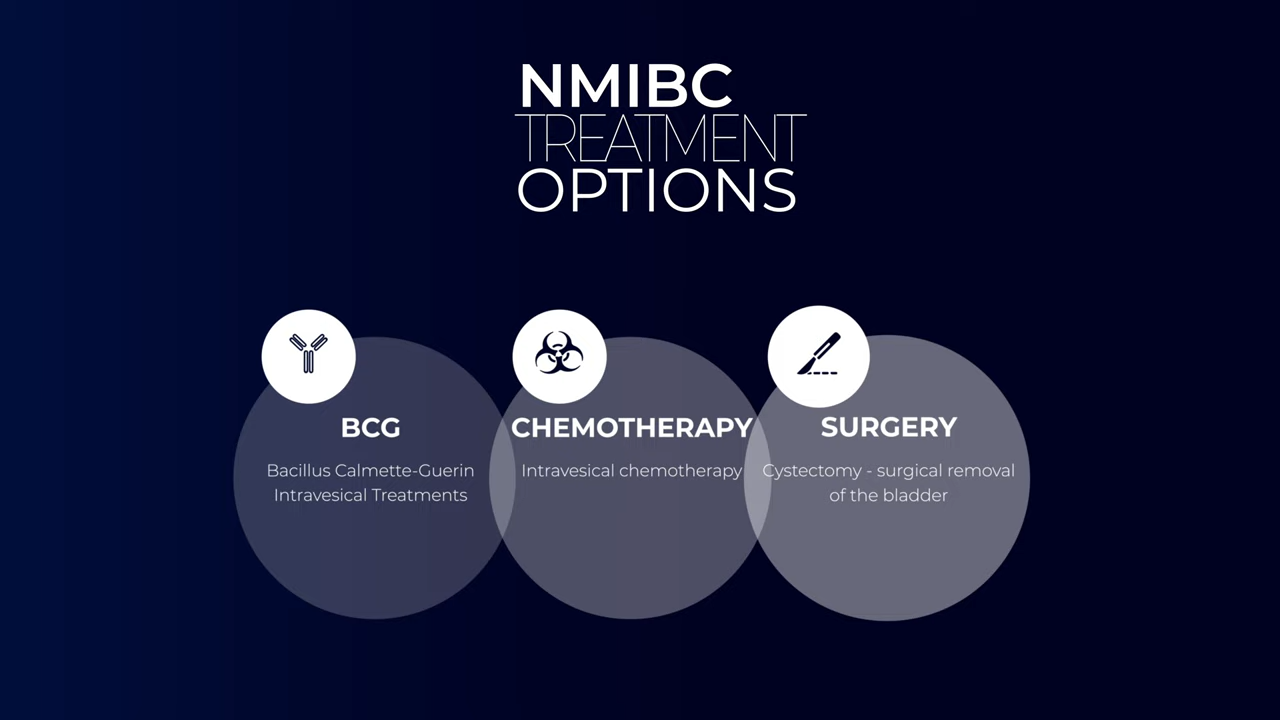 NMIBC
TREATMENT
OPTIONS
BCG
Bacillus Calmette-Guerin
Intravesical Treatments
CHEMOTHERAPY
Intravesical chemotherapy
SURGERY
Cystectomy - surgical removal
of the bladder